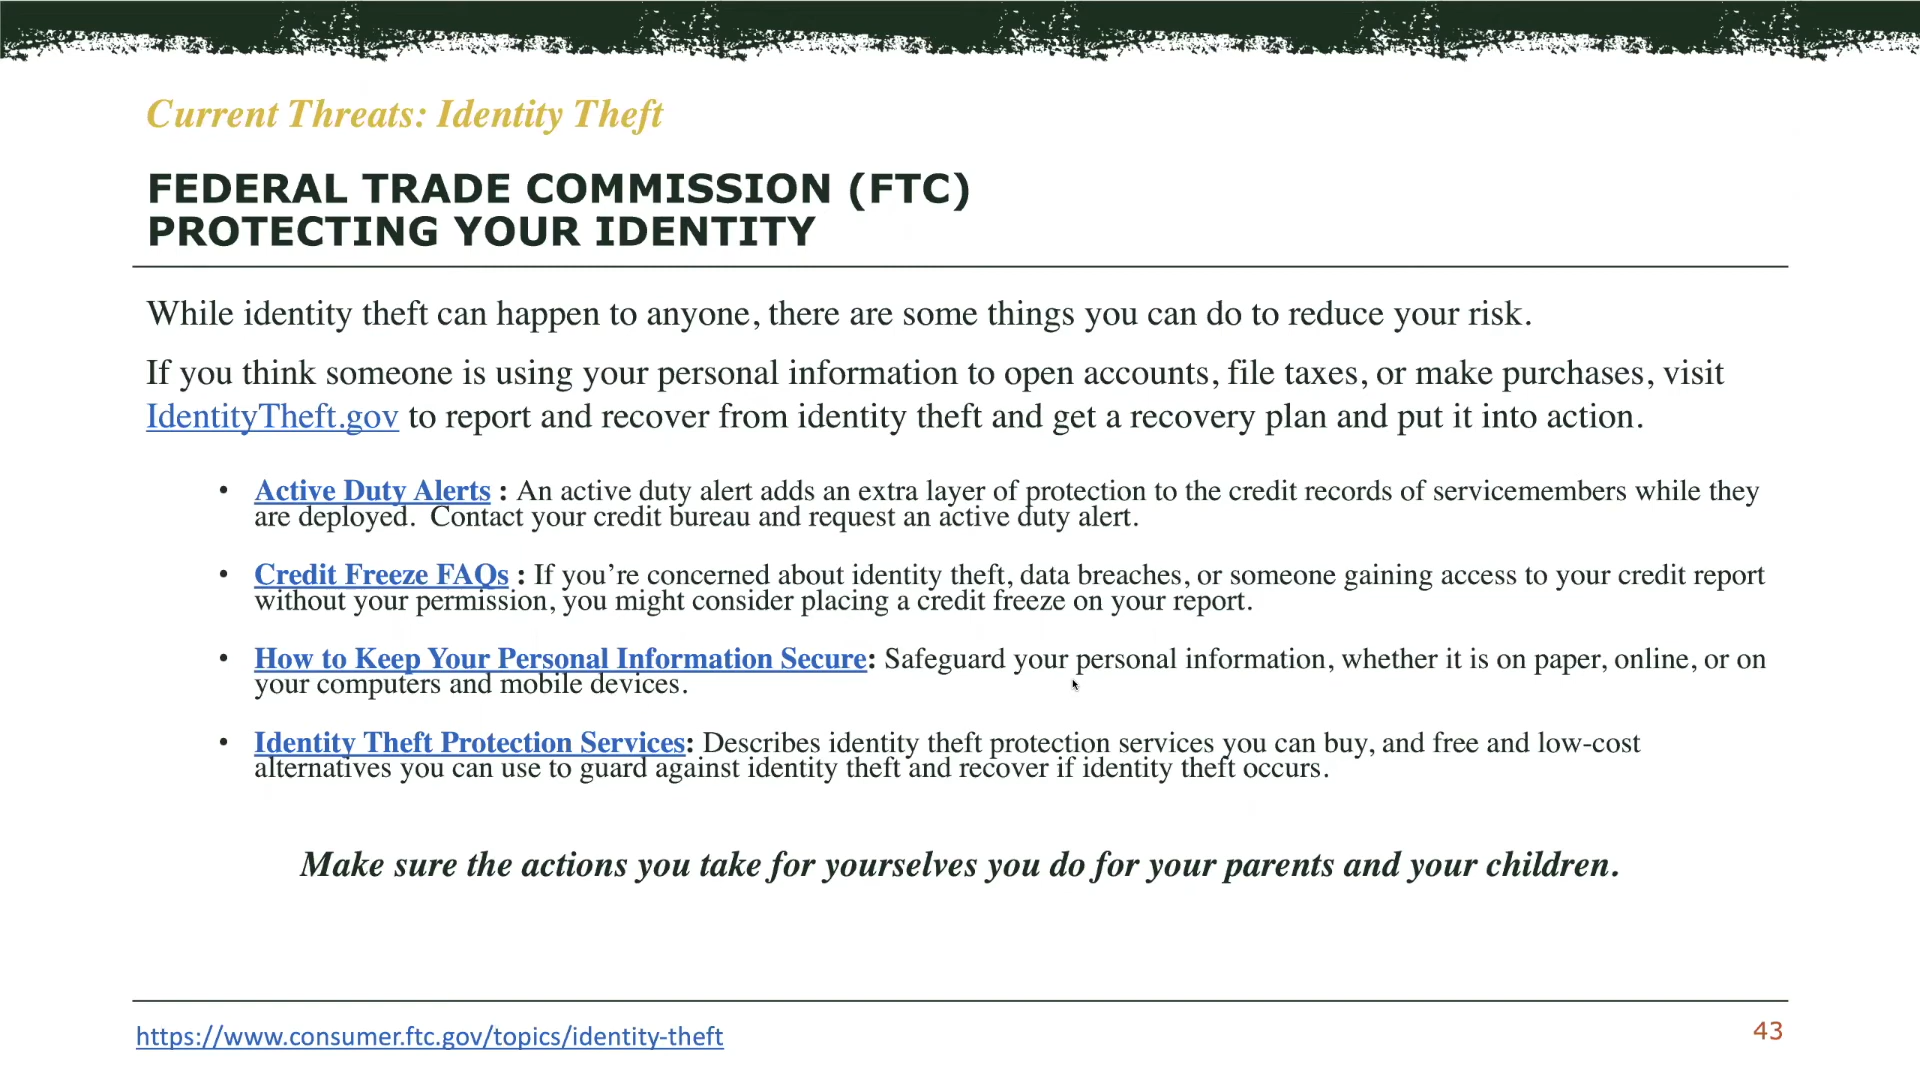 Current Threats: Identity Theft
FEDERAL TRADE COMMISSION (FTC)
PROTECTING YOUR IDENTITY
While identity theft can happen to anyone, there are some things you can do to reduce your risk.
If you think someone is using your personal information to open accounts, file taxes, or make purchases, visit
IdentityTheft.gov to report and recover from identity theft and get a recovery plan and put it into action.
• Active Duty Alerts : An active duty alert adds an extra layer of protection to the credit records of servicemembers while they
are deployed.  Contact your credit bureau and request an active duty alert.
• Credit Freeze FAQs : If you’re concerned about identity theft, data breaches, or someone gaining access to your credit report
without your permission, you might consider placing a credit freeze on your report.
• How to Keep Your Personal Information Secure: Safeguard your personal information, whether it is on paper, online, or on
your computers and mobile devices.
• Identity Theft Protection Services: Describes identity theft protection services you can buy, and free and low-cost
alternatives you can use to guard against identity theft and recover if identity theft occurs.
Make sure the actions you take for yourselves you do for your parents and your children.
https://www.consumer.ftc.gov/topics/identity-theft
43